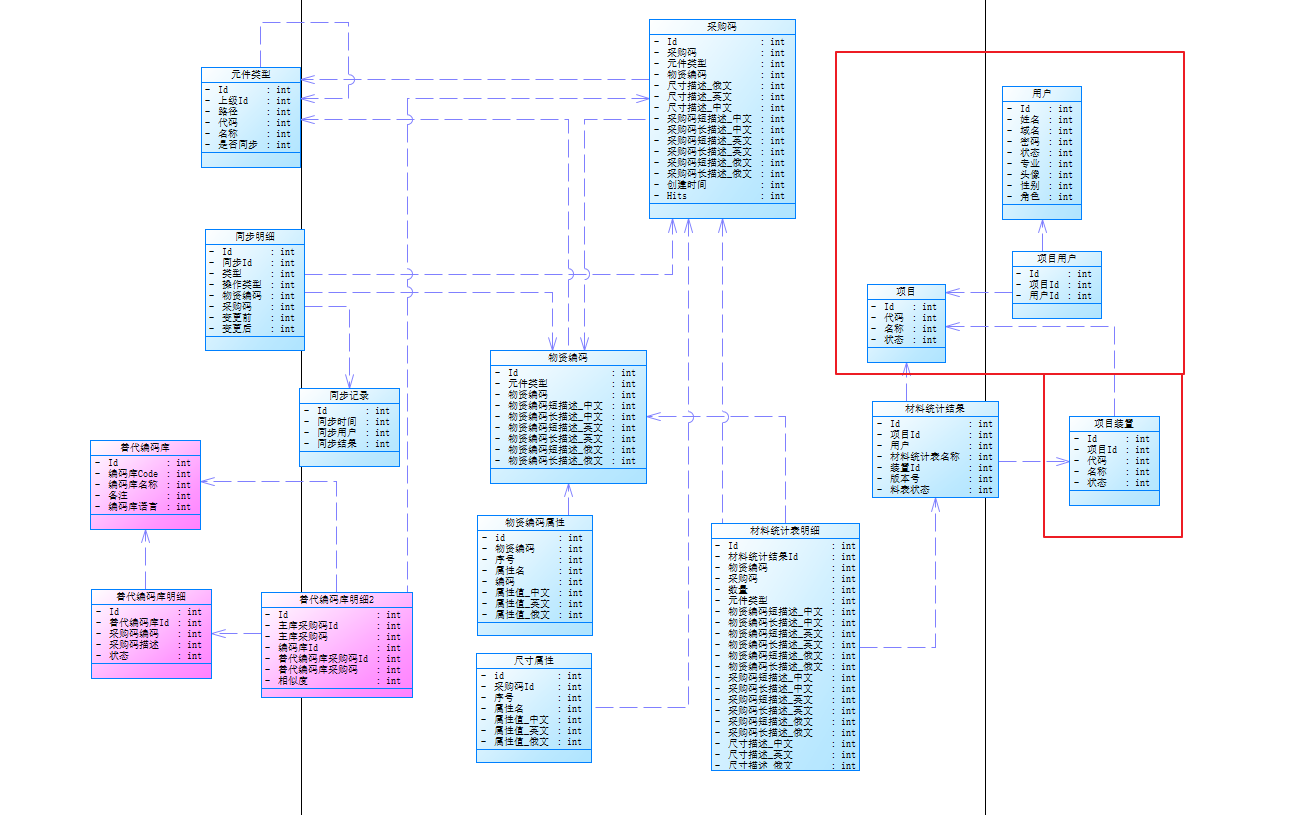 采购码
- Id : int
- 采购码 : int
- 元件类型 : int
- 物资编码 : int
- 尺寸描述_俄文 : int
- 尺寸描述_英文 : int
- 尺寸描述_中文 : int
- 采购码短描述_中文 : int
- 采购码长描述_中文 : int
- 采购码短描述_英文 : int
- 采购码长描述_英文 : int
- 采购码短描述_俄文 : int
- 采购码长描述_俄文 : int
- 创建时间 : int
- Hits : int
元件类型
- Id : int
- 上级Id : int
- 路径 : int
- 代码 : int
- 名称 : int
- 是否同步 : int
用户
- Id : int
- 姓名 : int
- 域名 : int
- 密码 : int
- 状态 : int
- 专业 : int
- 头像 : int
- 性别 : int
- 角色 : int
同步明细
- Id : int
- 同步Id : int
- 类型 : int
- 操作类型 : int
- 物资编码 : int
- 采购码 : int
- 变更前 : int
- 变更后 : int
项目用户
- Id : int
- 项目Id : int
- 用户Id : int
项目
- Id : int
- 代码 : int
- 名称 : int
- 状态 : int
物资编码
- Id : int
- 元件类型 : int
- 物资编码 : int
- 物资编码短描述_中文 : int
- 物资编码长描述_中文 : int
- 物资编码短描述_英文 : int
- 物资编码长描述_英文 : int
- 物资编码短描述_俄文 : int
- 物资编码长描述_俄文 : int
同步记录
- Id : int
- 同步时间 : int
- 同步用户 : int
- 同步结果 : int
材料统计结果
- Id : int
- 项目Id : int
- 用户 : int
- 材料统计表名称 : int
- 装置Id : int
- 版本号 : int
- 料表状态 : int
项目装置
- Id : int
- 项目Id : int
- 代码 : int
- 名称 : int
- 状态 : int
替代编码库
- Id : int
- 编码库Code : int
- 编码库名称 : int
- 备注 : int
- 编码库语言 : int
物资编码属性
- id : int
- 物资编码 : int
- 序号 : int
- 属性名 : int
- 编码 : int
- 属性值_中文 : int
- 属性值_英文 : int
- 属性值_俄文 : int
材料统计表明细
- Id : int
- 材料统计结果Id : int
- 物资编码 : int
- 采购码 : int
- 数量 : int
- 元件类型 : int
- 物资编码短描述_中文 : int
- 物资编码长描述_中文 : int
- 物资编码短描述_英文 : int
- 物资编码长描述_英文 : int
- 物资编码短描述_俄文 : int
- 物资编码长描述_俄文 : int
- 采购码短描述_中文 : int
- 采购码长描述_中文 : int
- 采购码短描述_英文 : int
- 采购码长描述_英文 : int
- 采购码短描述_俄文 : int
- 采购码长描述_俄文 : int
- 尺寸描述_中文 : int
- 尺寸描述_英文 : int
- 尺寸描述_俄文 : int
替代编码库明细
- Id : int
- 替代编码库Id : int
- 采购码编码 : int
- 采购码描述 : int
- 状态 : int
替代编码库明细2
- Id : int
- 主库采购码Id : int
- 主库采购码 : int
- 编码库Id : int
- 替代编码库采购码Id : int
- 替代编码库采购码 : int
- 相似度 : int
尺寸属性
- id : int
- 采购码Id : int
- 序号 : int
- 属性名 : int
- 属性值_中文 : int
- 属性值_英文 : int
- 属性值_俄文 : int